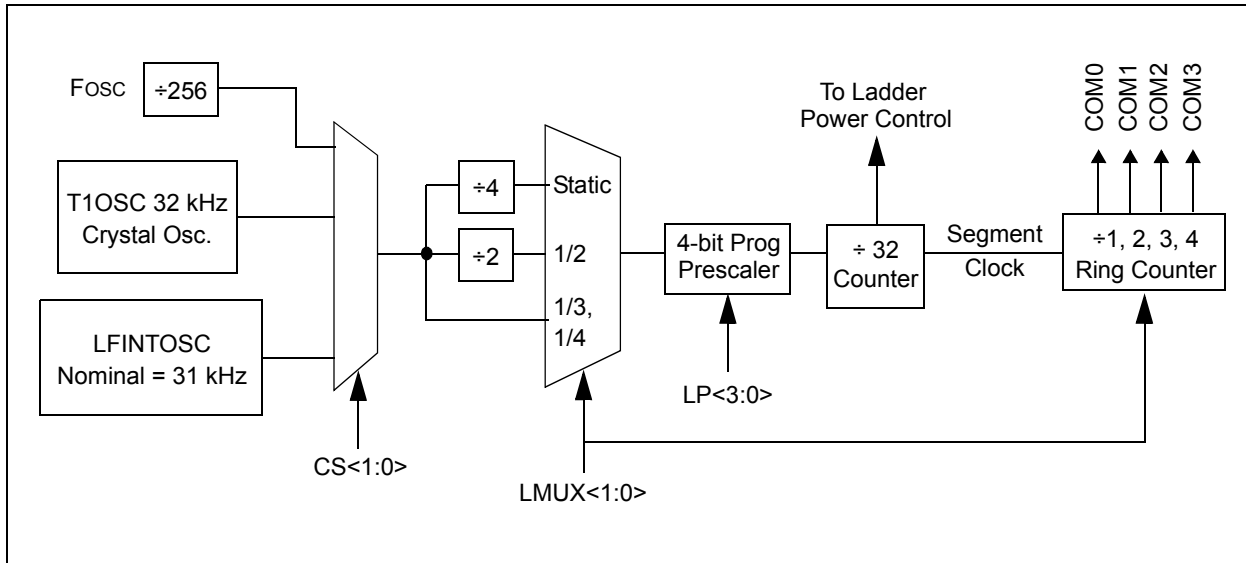 FOSC
÷256
T1OSC 32 kHz
Crystal Osc.
LFINTOSC
Nominal = 31 kHz
CS<1:0>
÷4
÷2
Static
1/2
1/3,
1/4
LMUX<1:0>
4-bit Prog
Prescaler
LP<3:0>
To Ladder
Power Control
÷ 32
Counter
Segment
Clock
COM0
COM1
COM2
COM3
÷1, 2, 3, 4
Ring Counter